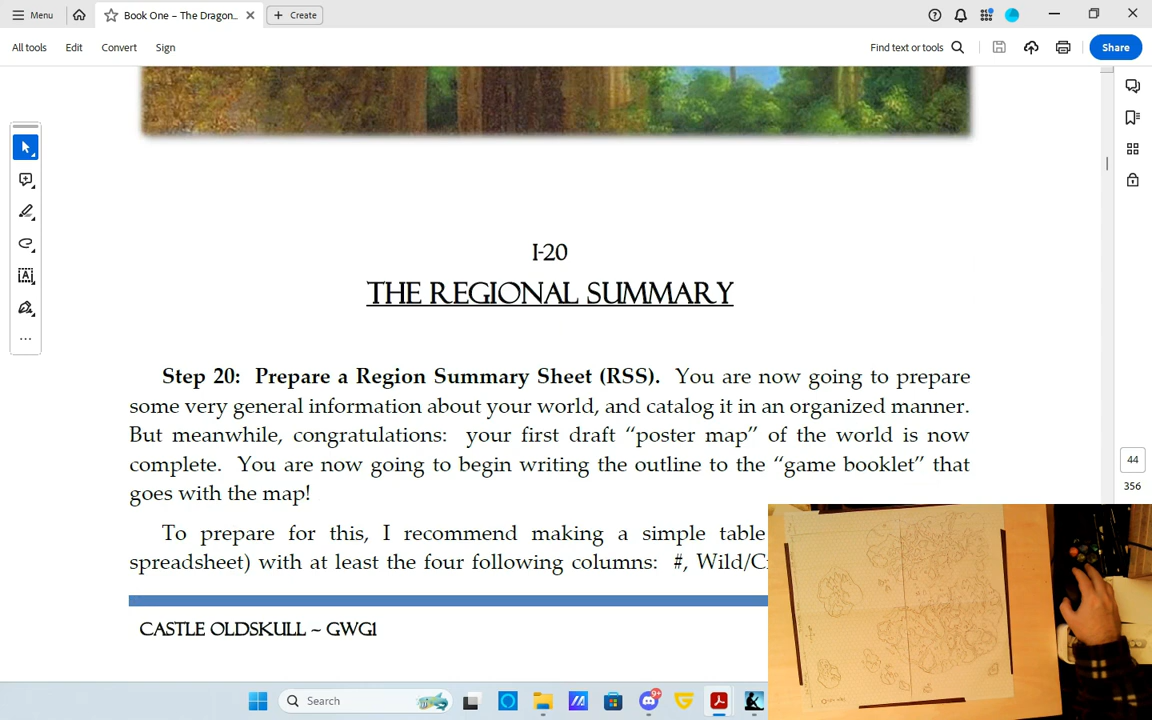 Menu
Book One – The Dragon...
Create
All tools
Edit
Convert
Sign
Find text or tools
Share
I-20
THE REGIONAL SUMMARY
Step 20: Prepare a Region Summary Sheet (RSS). You are now going to prepare
some very general information about your world, and catalog it in an organized manner.
But meanwhile, congratulations: your first draft “poster map” of the world is now
complete. You are now going to begin writing the outline to the “game booklet” that
goes with the map!
To prepare for this, I recommend making a simple table
spreadsheet) with at least the four following columns: #, Wild/
44
356
CASTLE OLDSKULL ~ GWG1
Search
9+